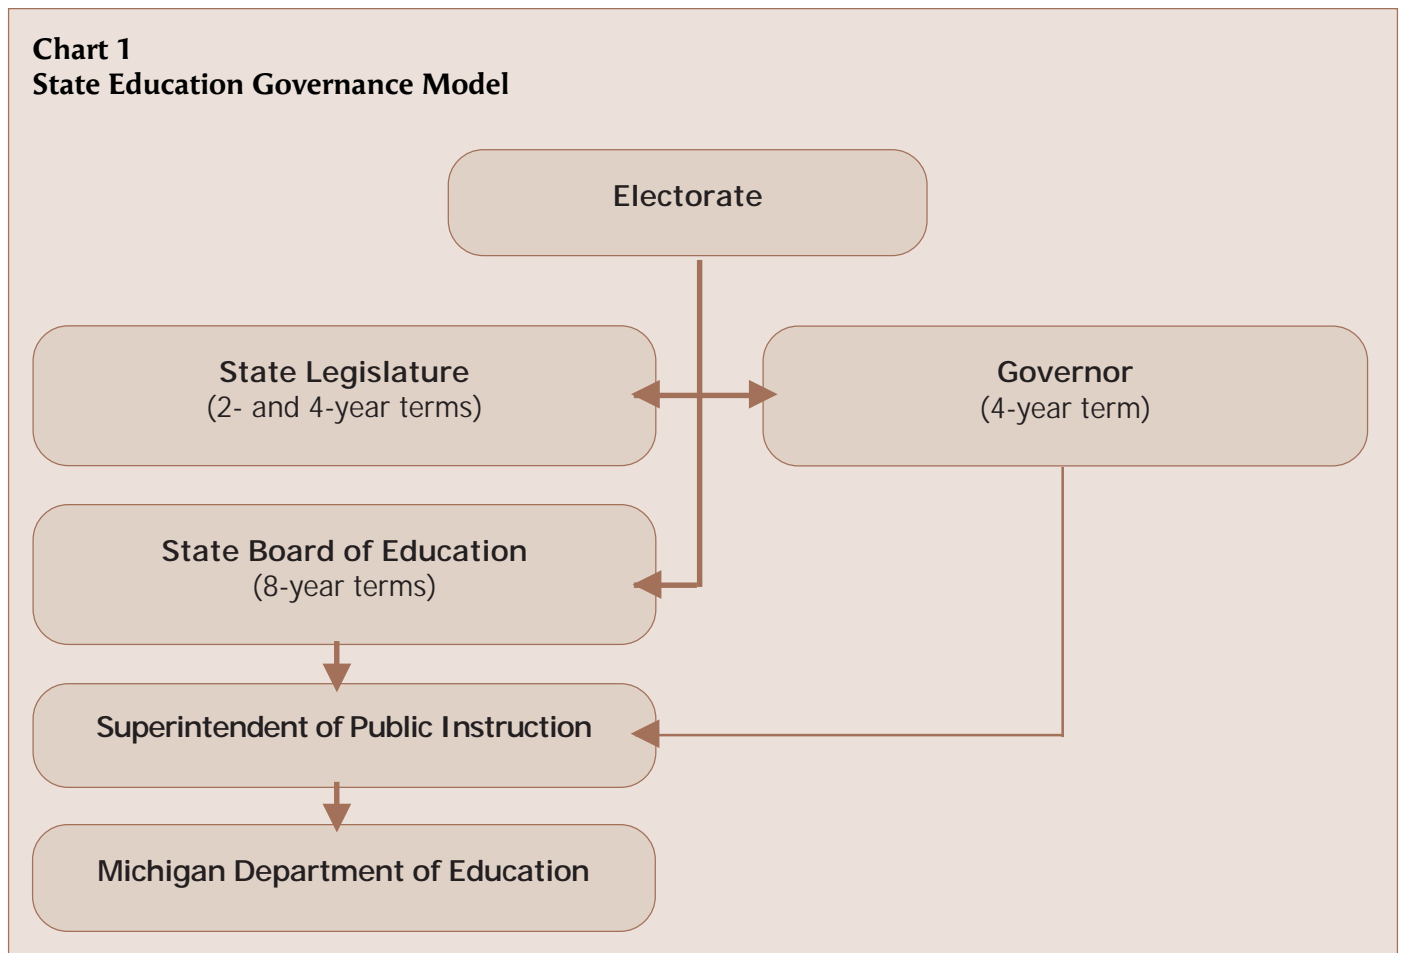 Chart 1
State Education Governance Model
Electorate
State Legislature
(2- and 4-year terms)
Governor
(4-year term)
State Board of Education
(8-year terms)
Superintendent of Public Instruction
Michigan Department of Education